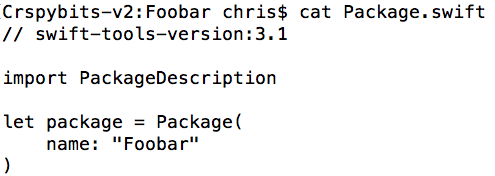 Crspybits-v2:Foobar chris$ cat Package.swift
// swift-tools-version:3.1
import PackageDescription
let package = Package(
    name: "Foobar"
)